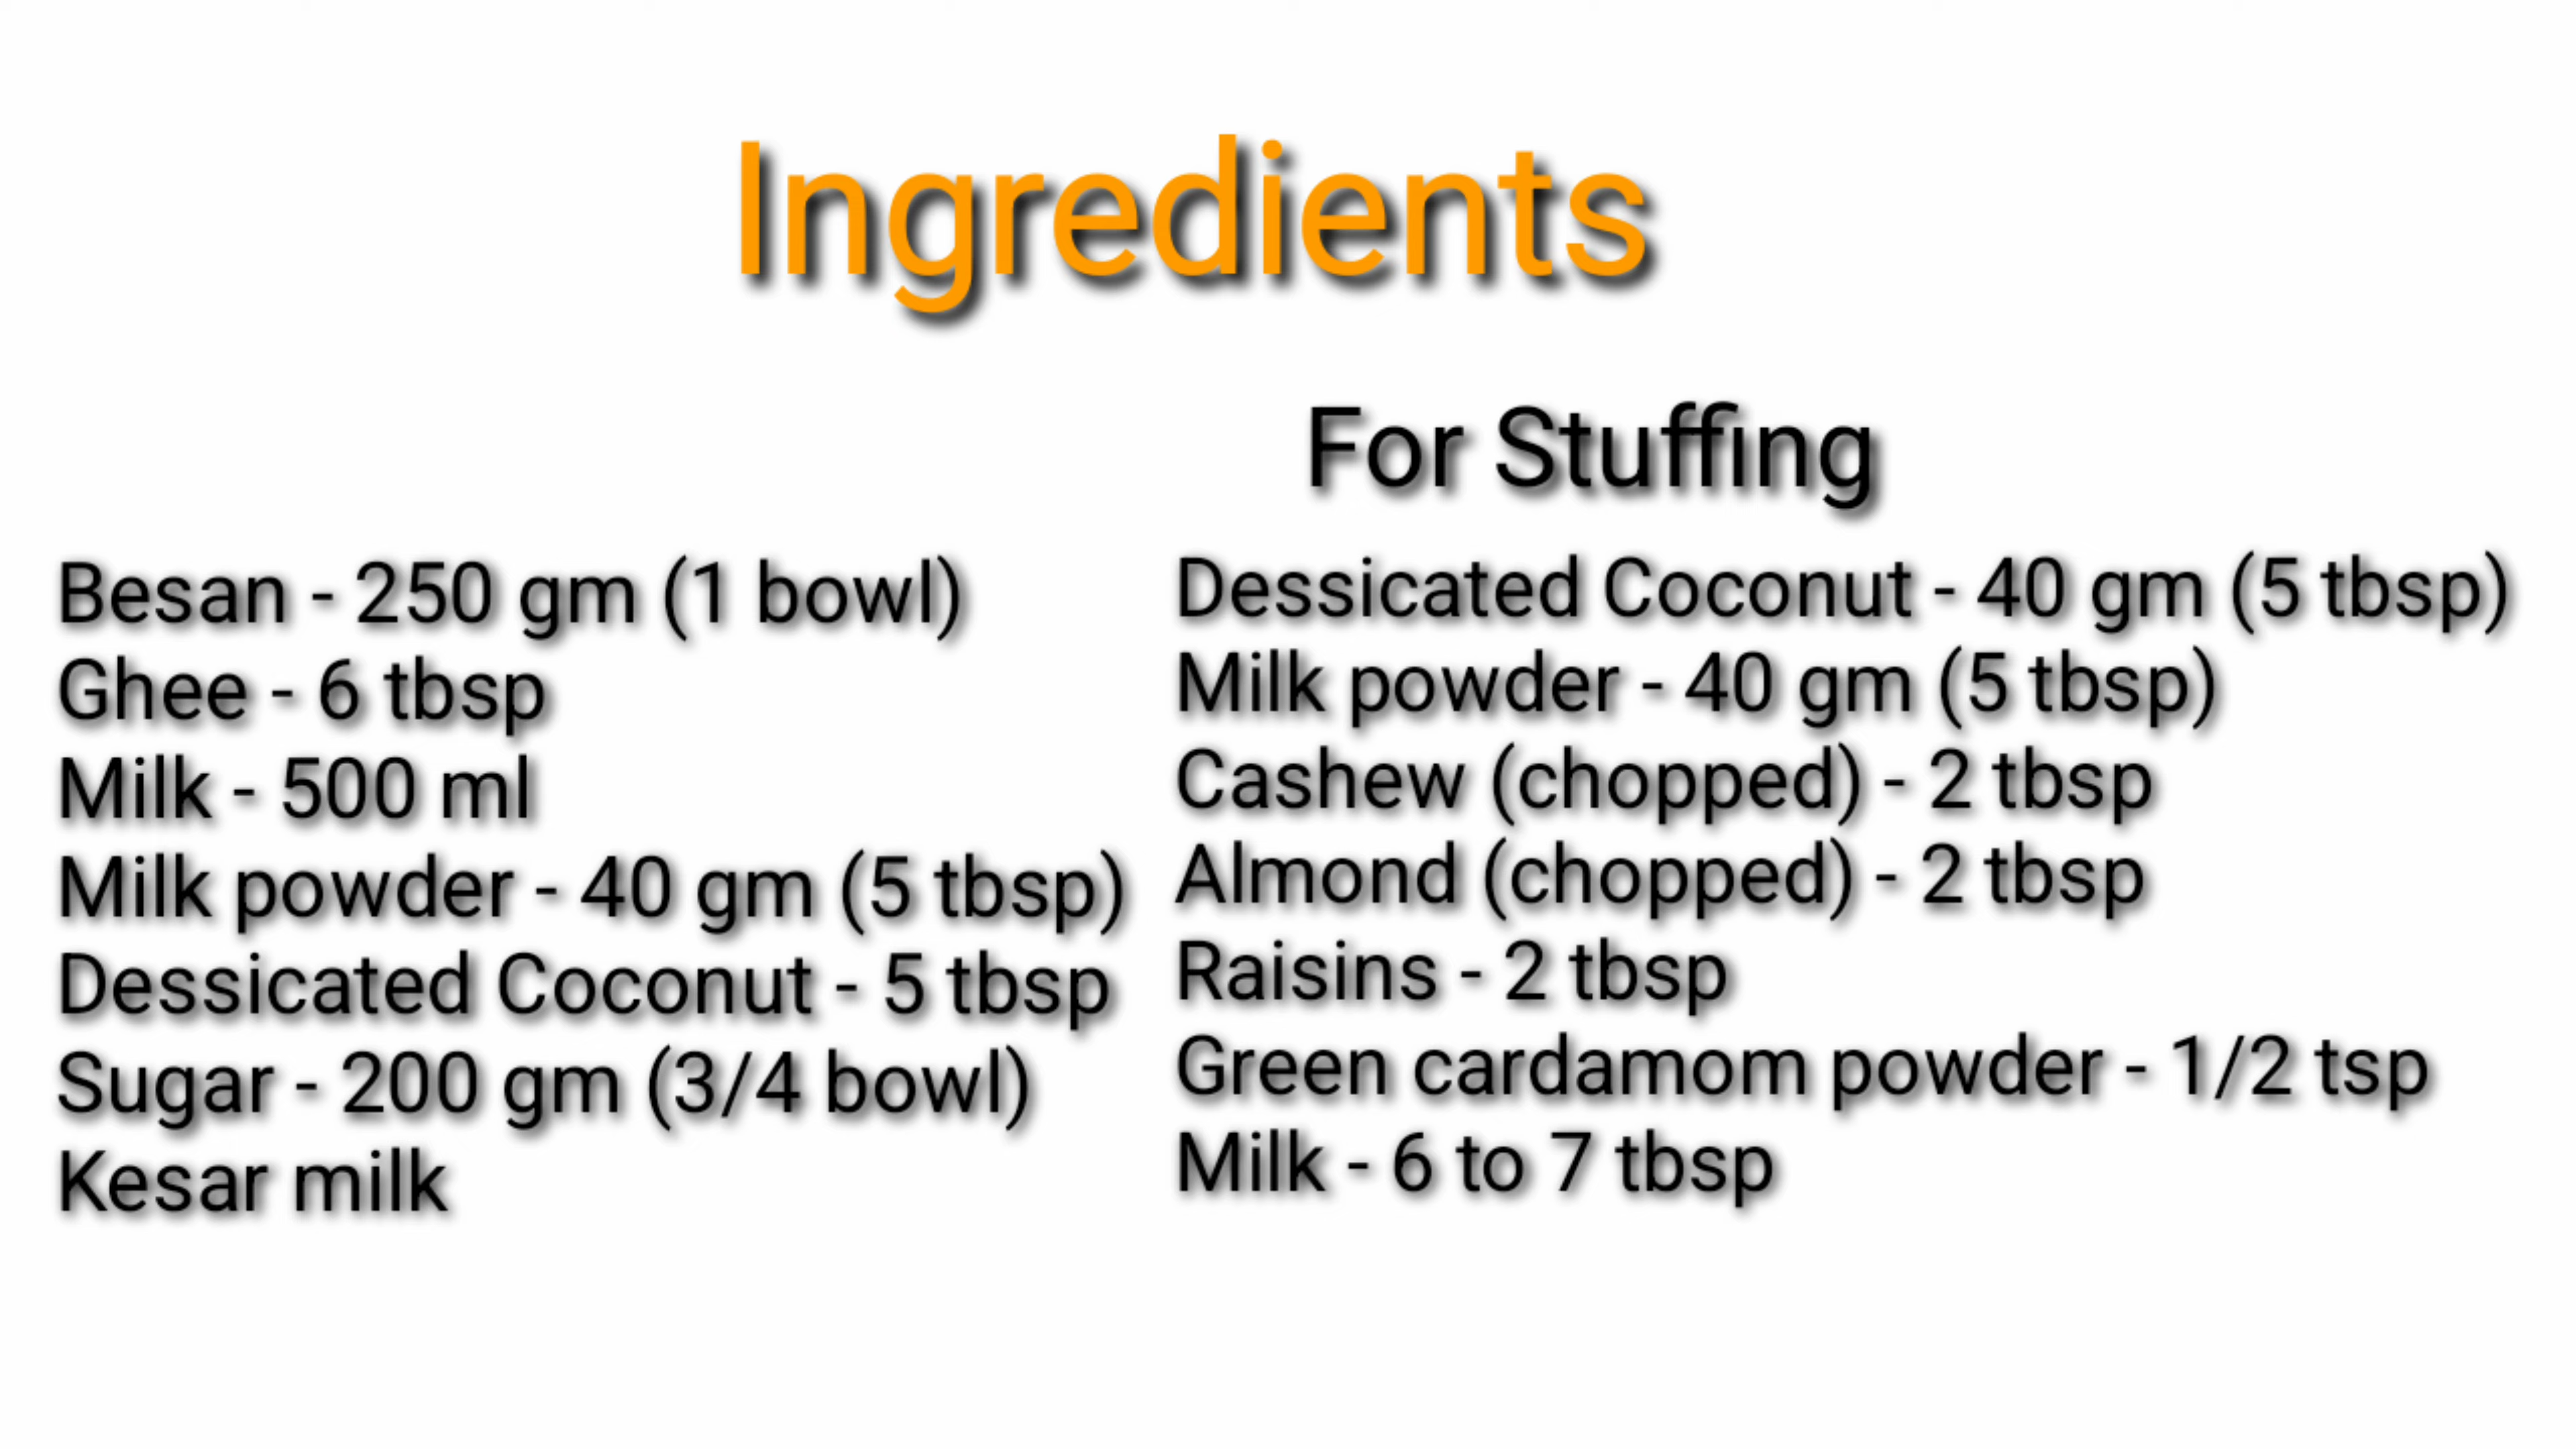 Ingredients
Besan - 250 gm (1 bowl)
Ghee - 6 tbsp
Milk - 500 ml
Milk powder - 40 gm (5 tbsp)
Dessicated Coconut - 5 tbsp
Sugar - 200 gm (3/4 bowl)
Kesar milk
For Stuffing
Dessicated Coconut - 40 gm (5 tbsp)
Milk powder - 40 gm (5 tbsp)
Cashew (chopped) - 2 tbsp
Almond (chopped) - 2 tbsp
Raisins - 2 tbsp
Green cardamom powder - 1/2 tsp
Milk - 6 to 7 tbsp